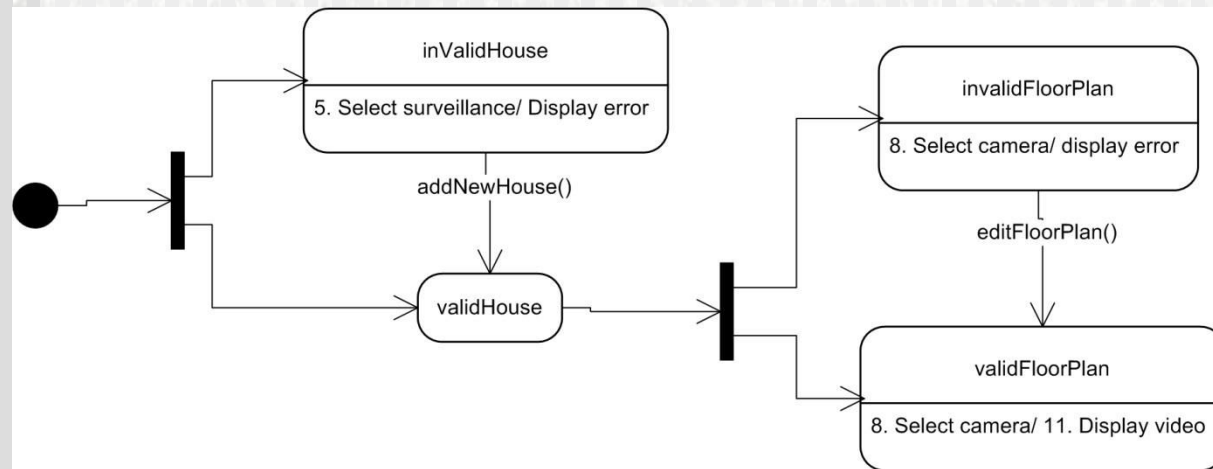 inValidHouse
5. Select surveillance/ Display error
addNewHouse()
validHouse
invalidFloorPlan
8. Select camera/ display error
editFloorPlan()
validFloorPlan
8. Select camera/ 11. Display video